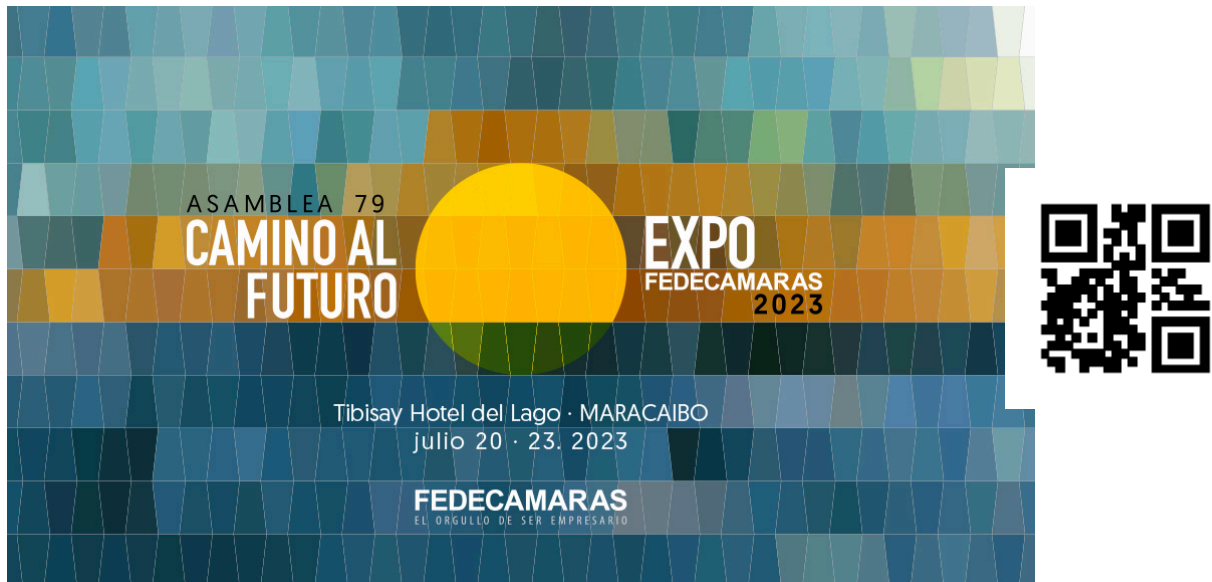 ASAMBLEA 79
CAMINO AL
FUTURO
EXPO
FEDECAMARAS
2023
Tibisay Hotel del Lago · MARACAIBO
julio 20 · 23. 2023
FEDECAMARAS
EL ORGULLO DE SER EMPRESARIO